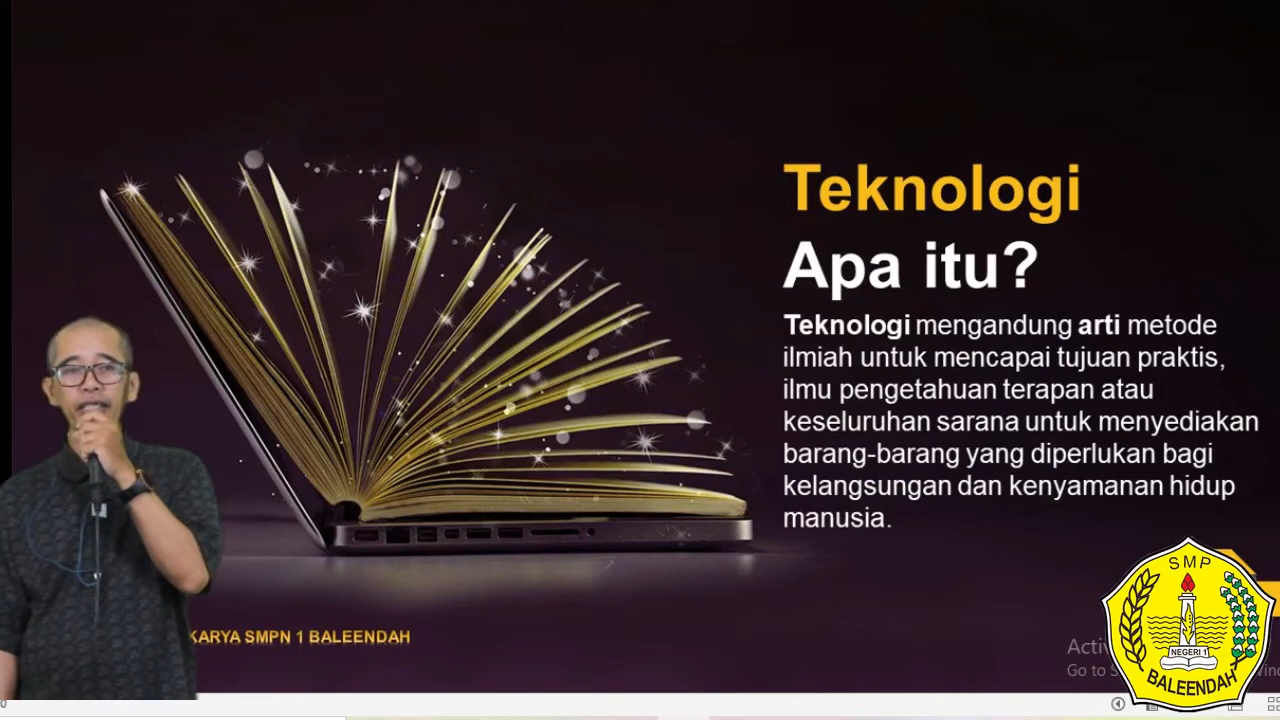 Teknologi
Apa itu?
Teknologi mengandung arti metode
ilmiah untuk mencapai tujuan praktis,
ilmu pengetahuan terapan atau
keseluruhan sarana untuk menyediakan
barang-barang yang diperlukan bagi
kelangsungan dan kenyamanan hidup
manusia.
KARYA SMPN 1 BALEENDAH
SMP
NEGERI 1
BALEENDAH
Go to